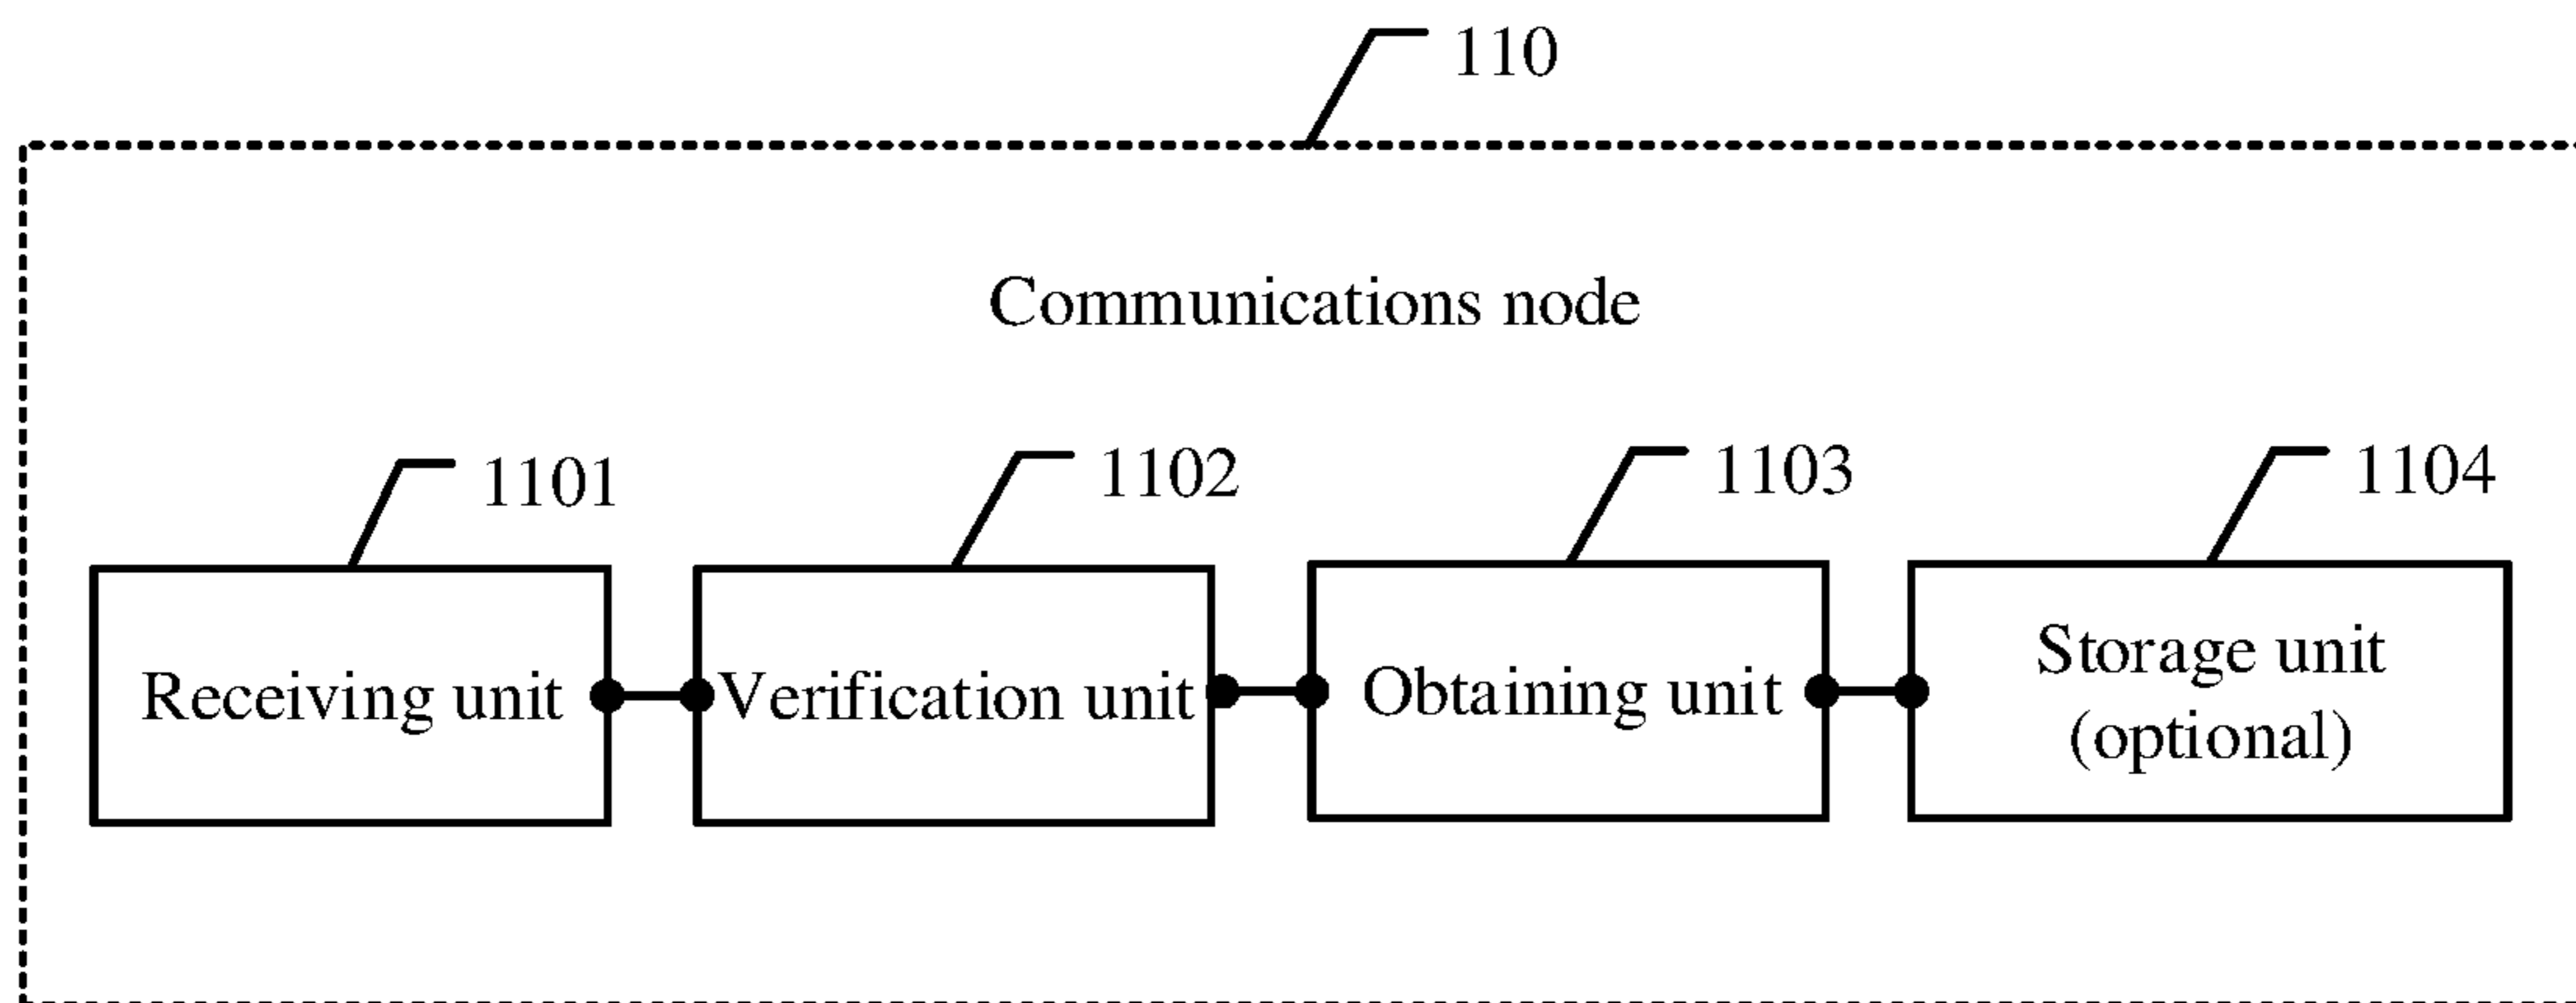 110
Communications node
1101
1102
1103
1104
Receiving unit
Verification unit
Obtaining unit
Storage unit
(optional)